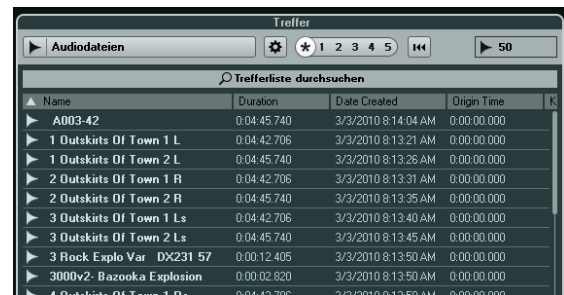 Treffer
Audiodateien * 1 2 3 4 5 50
Trefferliste durchsuchen
Name Duration Date Created Origin Time K
A003-42 0:04:45.740 3/3/2010 8:14:04 AM 0:00:00.000
1 Outskirts Of Town 1 L 0:04:42.706 3/3/2010 8:13:21 AM 0:00:00.000
1 Outskirts Of Town 2 L 0:04:45.740 3/3/2010 8:13:26 AM 0:00:00.000
2 Outskirts Of Town 1 R 0:04:42.706 3/3/2010 8:13:31 AM 0:00:00.000
2 Outskirts Of Town 2 R 0:04:45.740 3/3/2010 8:13:35 AM 0:00:00.000
3 Outskirts Of Town 1 Ls 0:04:42.706 3/3/2010 8:13:40 AM 0:00:00.000
3 Outskirts Of Town 2 Ls 0:04:45.740 3/3/2010 8:13:45 AM 0:00:00.000
3 Rock Explo Var DX231 57 0:00:12.405 3/3/2010 8:13:50 AM 0:00:00.000
3000v2- Bazooka Explosion 0:00:02.820 3/3/2010 8:13:50 AM 0:00:00.000
4 Outskirts Of Town 1